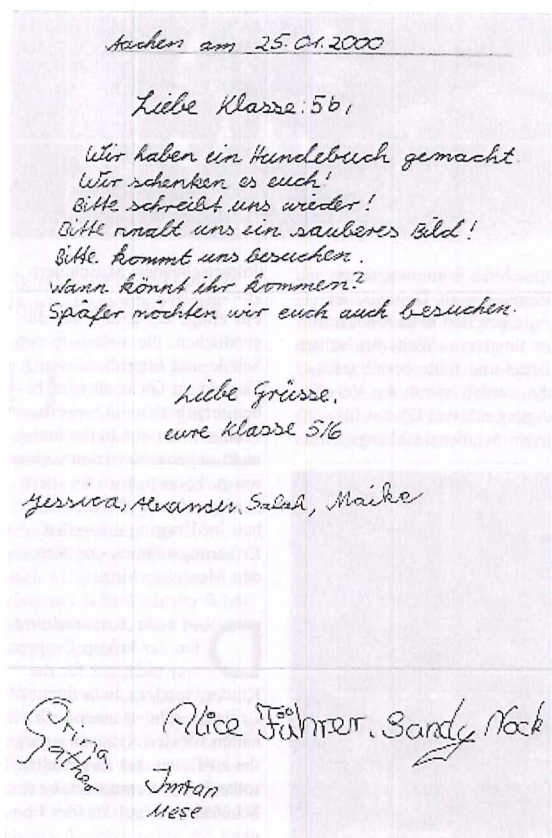 Aachen am 25.01.2000
Liebe Klasse: 5b,
Wir haben ein Hundebuch gemacht.
Wir schenken es euch!
Bitte schreibt uns wieder!
Bitte malt uns ein sauberes Bild!
Bitte kommt uns besuchen.
Wann könnt ihr kommen?
Später möchten wir euch auch besuchen.
Liebe Grüsse,
eure Klasse 5/6
Jessica, Alexander, Salah, Maike
Alice Führer. Sandy Nock
Imran
Mese